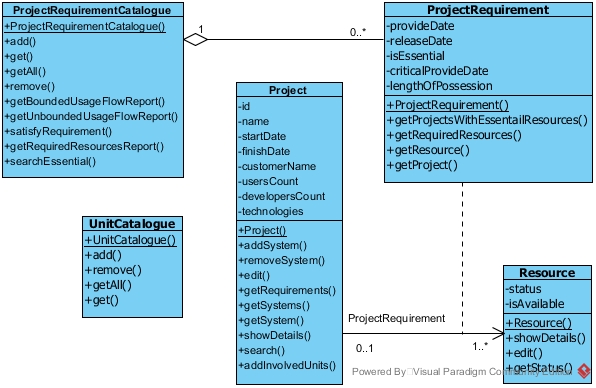 ProjectRequirementCatalogue
+ProjectRequirementCatalogue()
+add()
+get()
+getAll()
+remove()
+getBoundedUsageFlowReport()
+getUnboundedUsageFlowReport()
+satisfyRequirement()
+getRequiredResourcesReport()
+searchEssential()
1
0..*
ProjectRequirement
-provideDate
-releaseDate
-isEssential
-criticalProvideDate
-lengthOfPossession
+ProjectRequirement()
+getProjectsWithEssentailResources()
+getRequiredResources()
+getResource()
+getProject()
Project
-id
-name
-startDate
-finishDate
-customerName
-usersCount
-developersCount
-technologies
+Project()
+addSystem()
+removeSystem()
+edit()
+getRequirements()
+getSystems()
+getSystem()
+showDetails()
+search()
+addInvolvedUnits()
UnitCatalogue
+UnitCatalogue()
+add()
+remove()
+getAll()
+get()
ProjectRequirement
0..1
1..*
Resource
-status
-isAvailable
+Resource()
+showDetails()
+edit()
+getStatus()
Powered By Visual Paradigm Community Edition